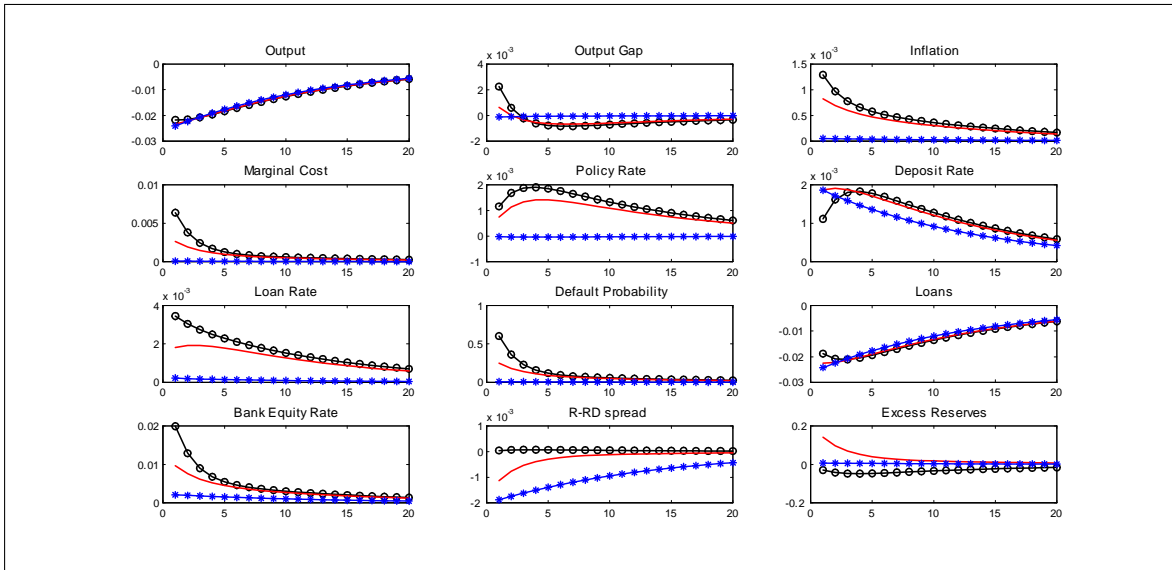 Output
0
-0.01
-0.02
-0.03
0 5 10 15 20
Output Gap
x 10 -3
4
2
0
-2
0 5 10 15 20
Inflation
x 10 -3
1.5
1
0.5
0
0 5 10 15 20
Marginal Cost
0.01
0.005
0
0 5 10 15 20
Policy Rate
x 10 -3
2
1
0
-1
0 5 10 15 20
Deposit Rate
x 10 -3
2
1
0
0 5 10 15 20
Loan Rate
x 10 -3
4
2
0
0 5 10 15 20
Default Probability
1
0.5
0
0 5 10 15 20
Loans
0
-0.01
-0.02
-0.03
0 5 10 15 20
Bank Equity Rate
0.02
0.01
0
0 5 10 15 20
R-RD spread
x 10 -3
1
0
-1
-2
0 5 10 15 20
Excess Reserves
0.2
0
-0.2
0 5 10 15 20